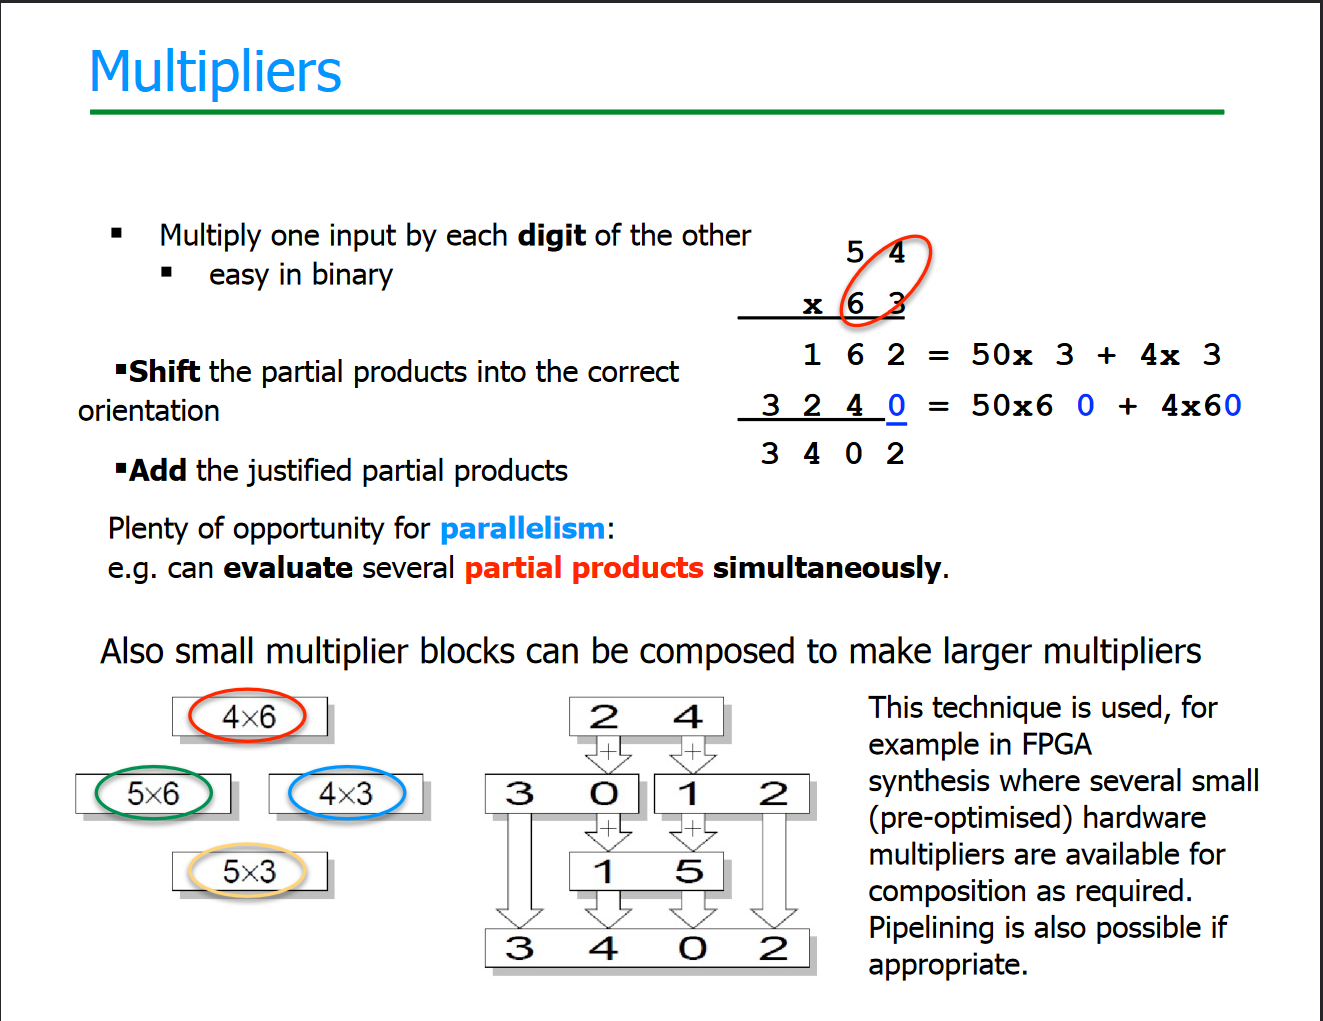 Multipliers
▪ Multiply one input by each digit of the other
▪ easy in binary
▪Shift the partial products into the correct
orientation
▪Add the justified partial products
5 4
x 6 3
1 6 2 = 50x 3 + 4x 3
3 2 4 0 = 50x6 0 + 4x60
3 4 0 2
Plenty of opportunity for parallelism:
e.g. can evaluate several partial products simultaneously.
Also small multiplier blocks can be composed to make larger multipliers
4×6
5×6 4×3
5×3
2 4
+ +
3 0 1 2
+ +
1 5
3 4 0 2
This technique is used, for
example in FPGA
synthesis where several small
(pre-optimised) hardware
multipliers are available for
composition as required.
Pipelining is also possible if
appropriate.